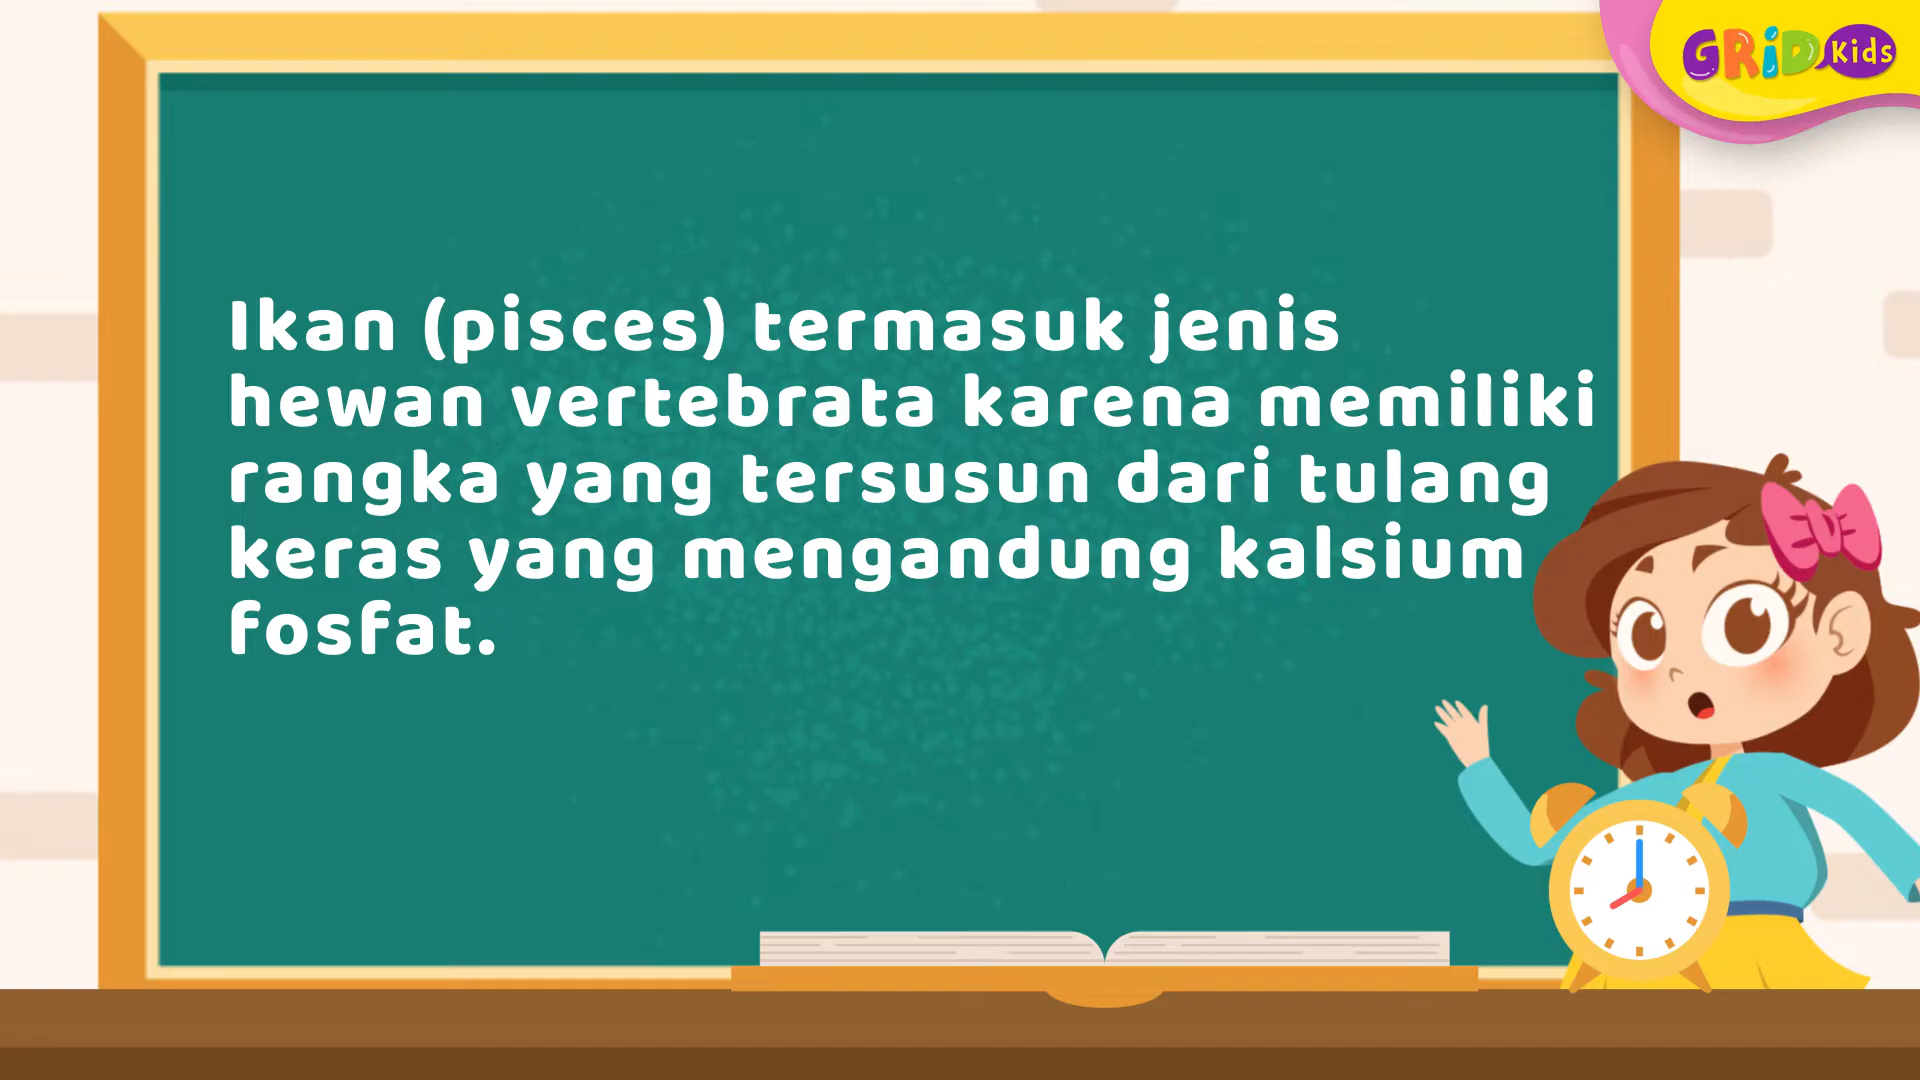 GRID Kids
Ikan (pisces) termasuk jenis
hewan vertebrata karena memiliki
rangka yang tersusun dari tulang
keras yang mengandung kalsium
fosfat.